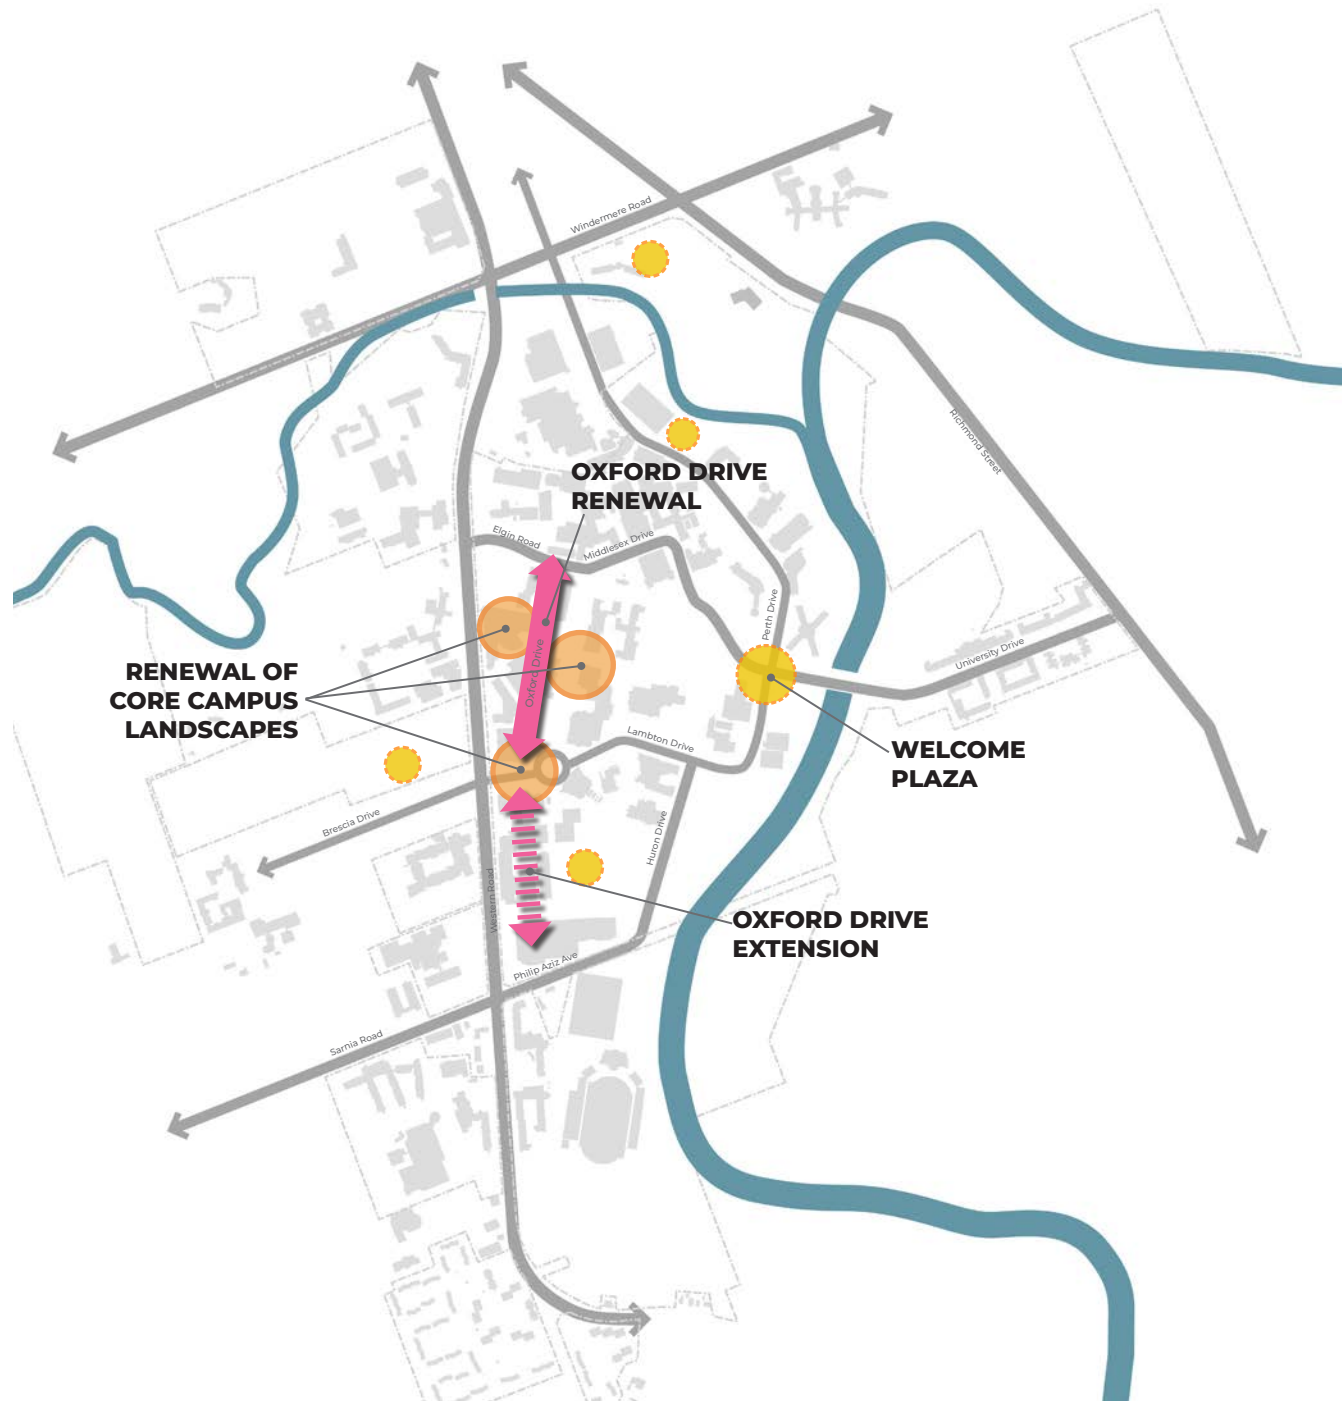 Windermere Road
Richmond Street
OXFORD DRIVE
RENEWAL
Elgin Road
Middlesex Drive
Perth Drive
University Drive
Oxford Drive
RENEWAL OF
CORE CAMPUS
LANDSCAPES
Lambton Drive
WELCOME
PLAZA
Brescia Drive
Huron Drive
Western Road
OXFORD DRIVE
EXTENSION
Philip Aziz Ave
Sarnia Road